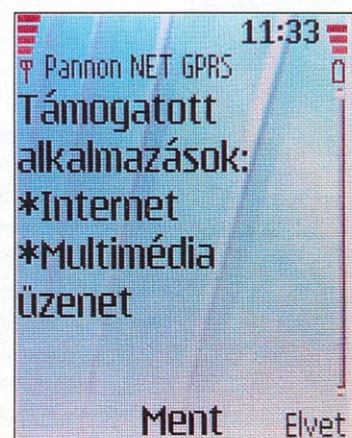 11:33
Pannon NET GPRS
Támogatott
alkalmazások:
*Internet
*Multimédia
üzenet
Ment Elvet